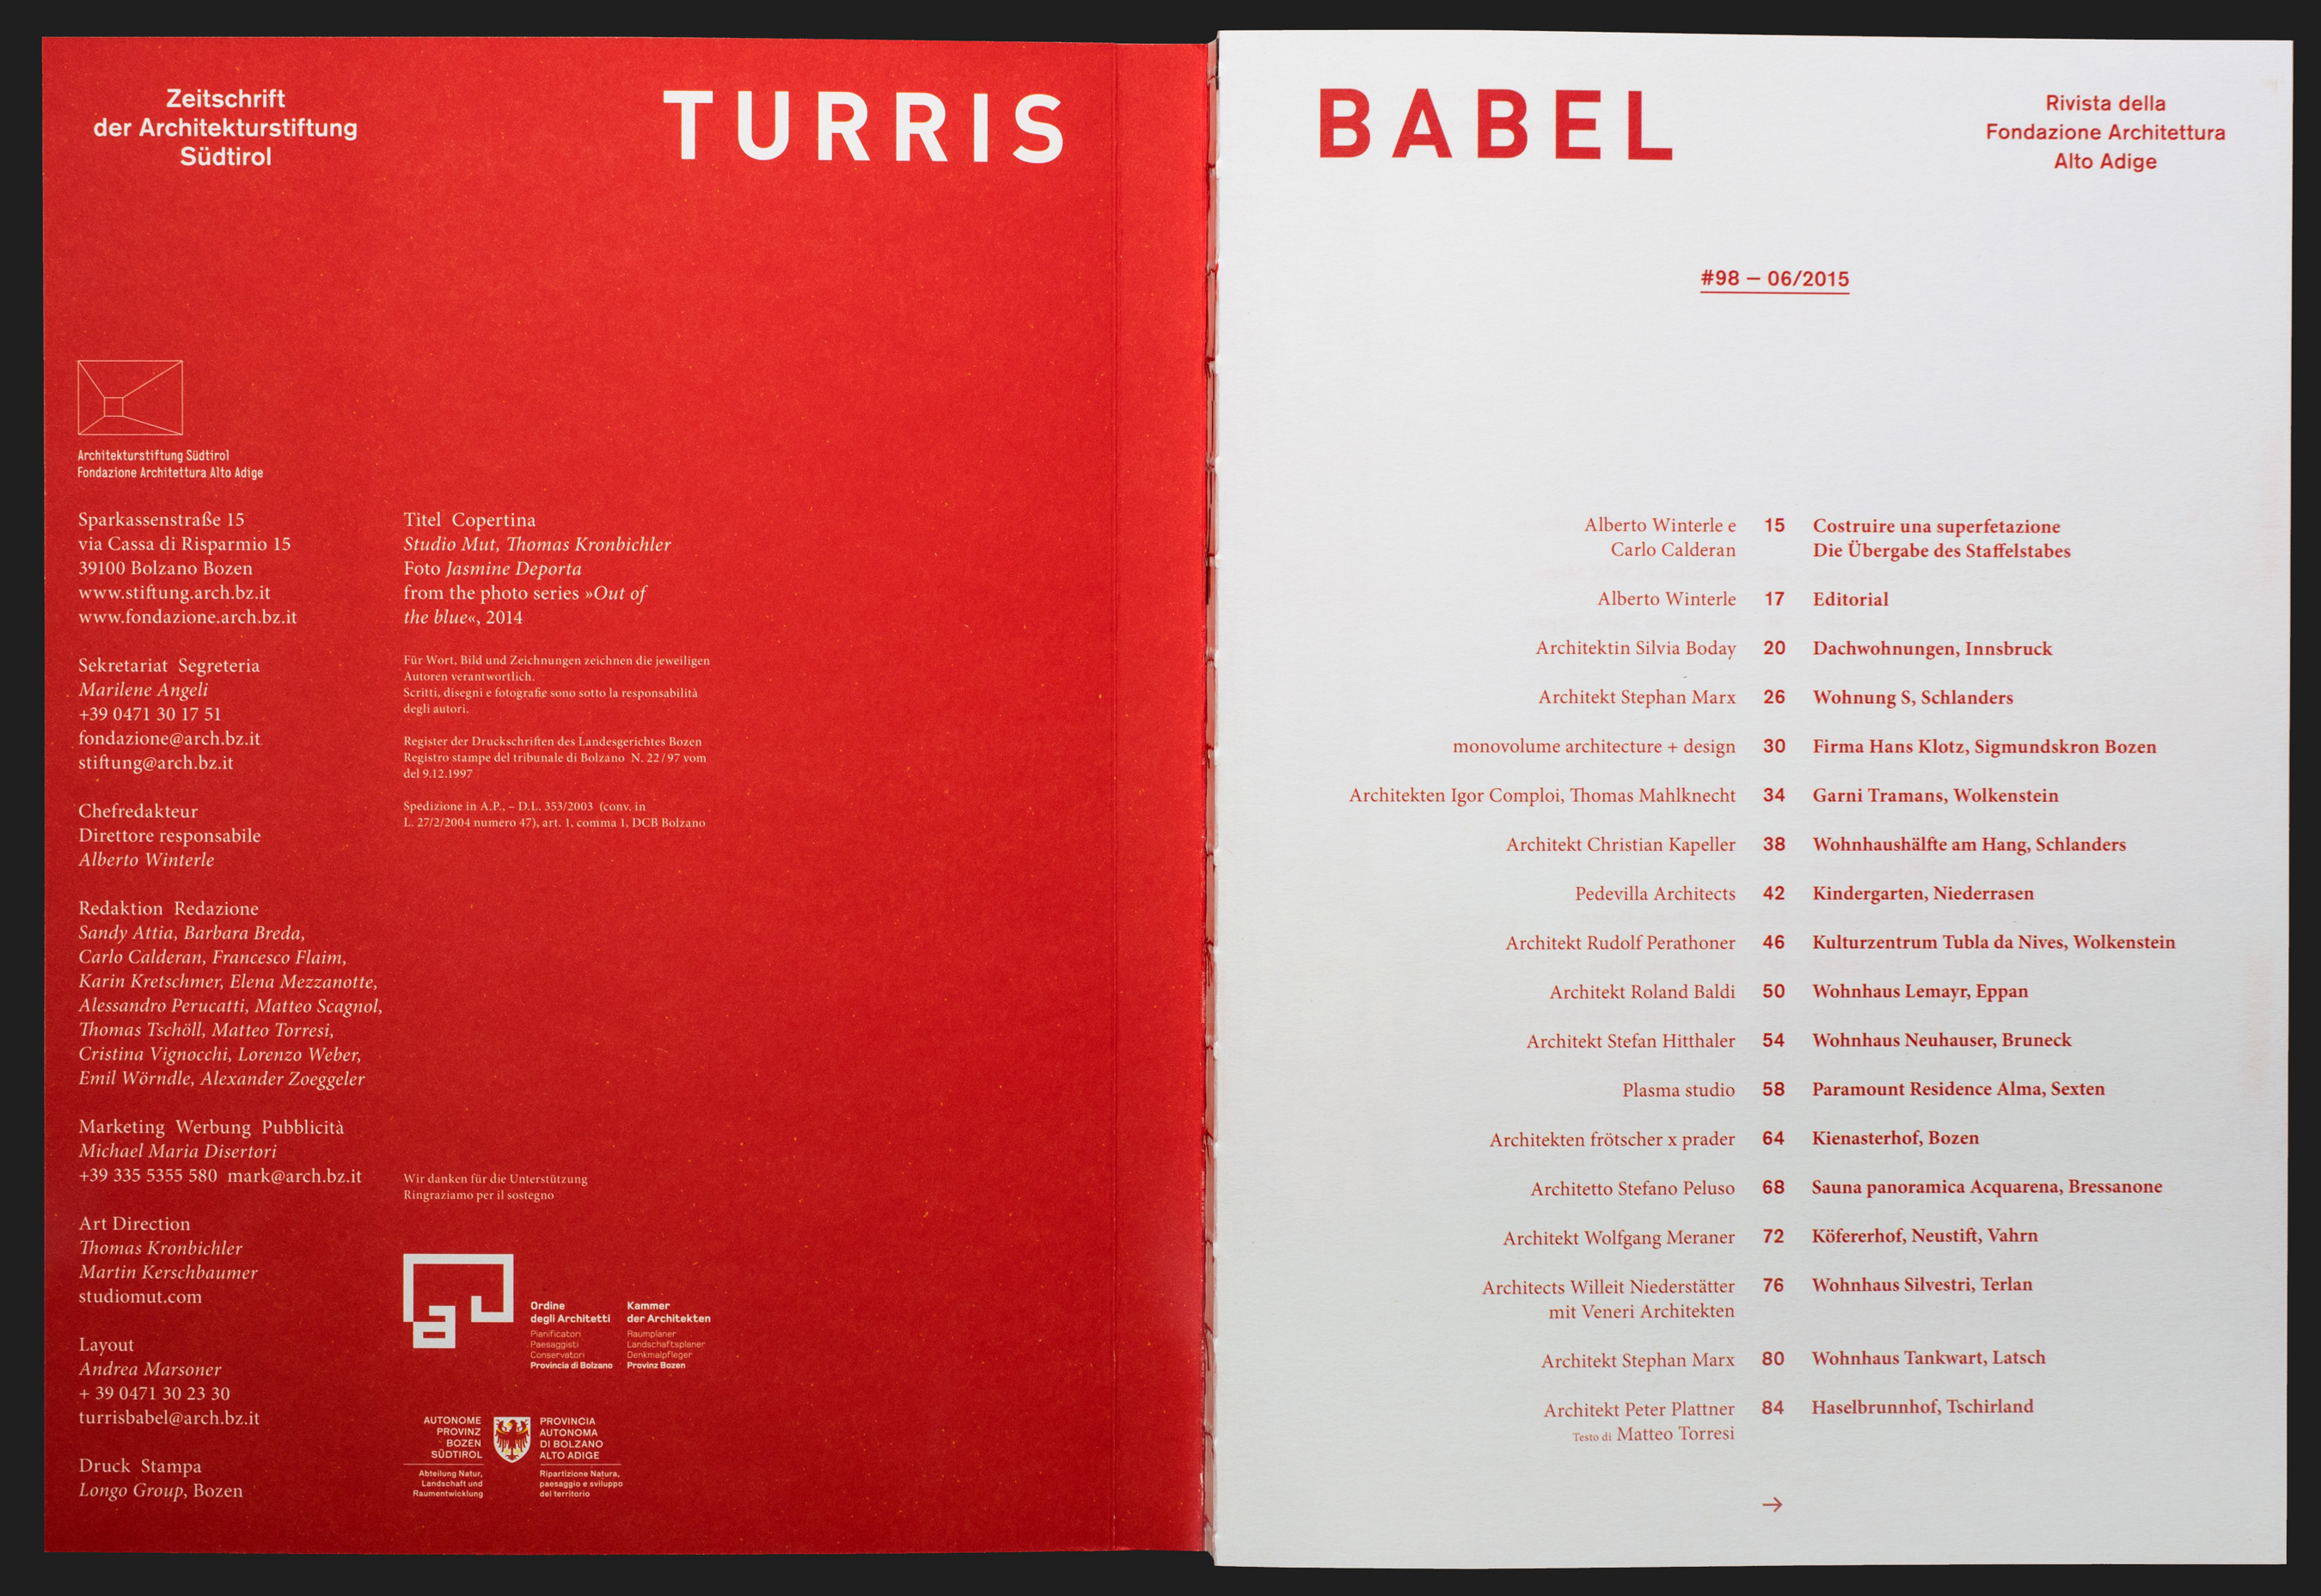 Zeitschrift
der Architekturstiftung
Südtirol
TURRIS
Architekturstiftung Südtirol
Fondazione Architettura Alto Adige
Sparkassenstraße 15
via Cassa di Risparmio 15
39100 Bolzano Bozen
www.stiftung.arch.bz.it
www.fondazione.arch.bz.it
Sekretariat Segreteria
Marilene Angeli
+39 0471 30 17 51
fondazione@arch.bz.it
stiftung@arch.bz.it
Chefredakteur
Direttore responsabile
Alberto Winterle
Redaktion Redazione
Sandy Attia, Barbara Breda,
Carlo Calderan, Francesco Flaim,
Karin Kretschmer, Elena Mezzanotte,
Alessandro Perucatti, Matteo Scagnol,
Thomas Tschöll, Matteo Torresi,
Cristina Vignocchi, Lorenzo Weber,
Emil Wörndle, Alexander Zoeggeler
Marketing Werbung Pubblicità
Michael Maria Disertori
+39 335 5355 580 mark@arch.bz.it
Art Direction
Thomas Kronbichler
Martin Kerschbaumer
studiomut.com
Layout
Andrea Marsoner
+ 39 0471 30 23 30
turrisbabel@arch.bz.it
Druck Stampa
Longo Group, Bozen
Titel Copertina
Studio Mut, Thomas Kronbichler
Foto Jasmine Deporta
from the photo series »Out of
the blue«, 2014
Für Wort, Bild und Zeichnungen zeichnen die jeweiligen
Autoren verantwortlich.
Scritti, disegni e fotografie sono sotto la responsabilità
degli autori.
Register der Druckschriften des Landesgerichtes Bozen
Registro stampe del tribunale di Bolzano N. 22/97 vom
del 9.12.1997
Spedizione in A.P., – D.L. 353/2003 (conv. in
L. 27/2/2004 numero 47), art. 1, comma 1, DCB Bolzano
Wir danken für die Unterstützung
Ringraziamo per il sostegno
Ordine
degli Architetti
Pianificatori
Paesaggisti
Conservatori
Provincia di Bolzano
Kammer
der Architekten
Raumplaner
Landschaftsplaner
Denkmalpfleger
Provinz Bozen
AUTONOME
PROVINZ
BOZEN
SÜDTIROL
Abteilung Natur,
Landschaft und
Raumentwicklung
PROVINCIA
AUTONOMA
DI BOLZANO
ALTO ADIGE
Ripartizione Natura,
paesaggio e sviluppo
del territorio
BABEL
Rivista della
Fondazione Architettura
Alto Adige
#98 – 06/2015
Alberto Winterle e 15 Costruire una superfetazione
Carlo Calderan Die Übergabe des Staffelstabes
Alberto Winterle 17 Editorial
Architektin Silvia Boday 20 Dachwohnungen, Innsbruck
Architekt Stephan Marx 26 Wohnung S, Schlanders
monovolume architecture + design 30 Firma Hans Klotz, Sigmundskron Bozen
Architekten Igor Comploi, Thomas Mahlknecht 34 Garni Tramans, Wolkenstein
Architekt Christian Kapeller 38 Wohnhaushälfte am Hang, Schlanders
Pedevilla Architects 42 Kindergarten, Niederrasen
Architekt Rudolf Perathoner 46 Kulturzentrum Tubla da Nives, Wolkenstein
Architekt Roland Baldi 50 Wohnhaus Lemayr, Eppan
Architekt Stefan Hitthaler 54 Wohnhaus Neuhauser, Bruneck
Plasma studio 58 Paramount Residence Alma, Sexten
Architekten frötscher x prader 64 Kienasterhof, Bozen
Architetto Stefano Peluso 68 Sauna panoramica Acquarena, Bressanone
Architekt Wolfgang Meraner 72 Köfererhof, Neustift, Vahrn
Architects Willeit Niederstätter 76 Wohnhaus Silvestri, Terlan
mit Veneri Architekten
Architekt Stephan Marx 80 Wohnhaus Tankwart, Latsch
Architekt Peter Plattner 84 Haselbrunnhof, Tschirland
Testo di Matteo Torresi
→